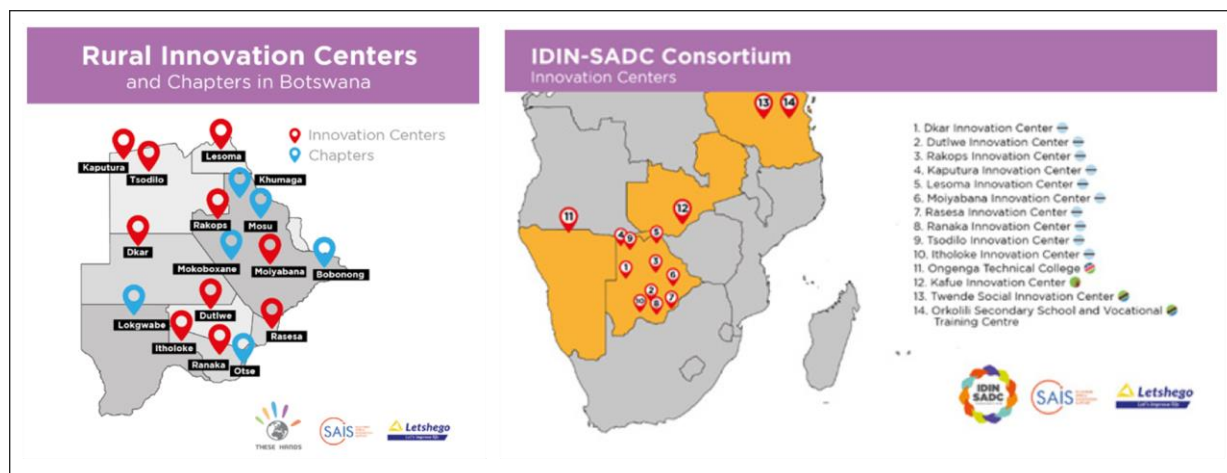 Rural Innovation Centers
and Chapters in Botswana
Innovation Centers
Chapters
Lesoma
Kaputura
Tsodilo
Khumaga
Rakops
Mosu
Dkar
Mokoboxane
Moiyabana
Bobonong
Lokgwabe
Dutlwe
Rasesa
Itholoke
Ranaka
Otse
THESE HANDS
SAIS
Letshego
Let's Improve Life
IDIN-SADC Consortium
Innovation Centers
13 14
12
11
4 9 5
1 3
6
10 2 8 7
1. Dkar Innovation Center
2. Dutlwe Innovation Center
3. Rakops Innovation Center
4. Kaputura Innovation Center
5. Lesoma Innovation Center
6. Moiyabana Innovation Center
7. Rasesa Innovation Center
8. Ranaka Innovation Center
9. Tsodilo Innovation Center
10. Itholoke Innovation Center
11. Ongenga Technical College
12. Kafue Innovation Center
13. Twende Social Innovation Center
14. Orkolili Secondary School and Vocational
Training Centre
IDIN
SADC
SAIS
Letshego
Let's Improve Life